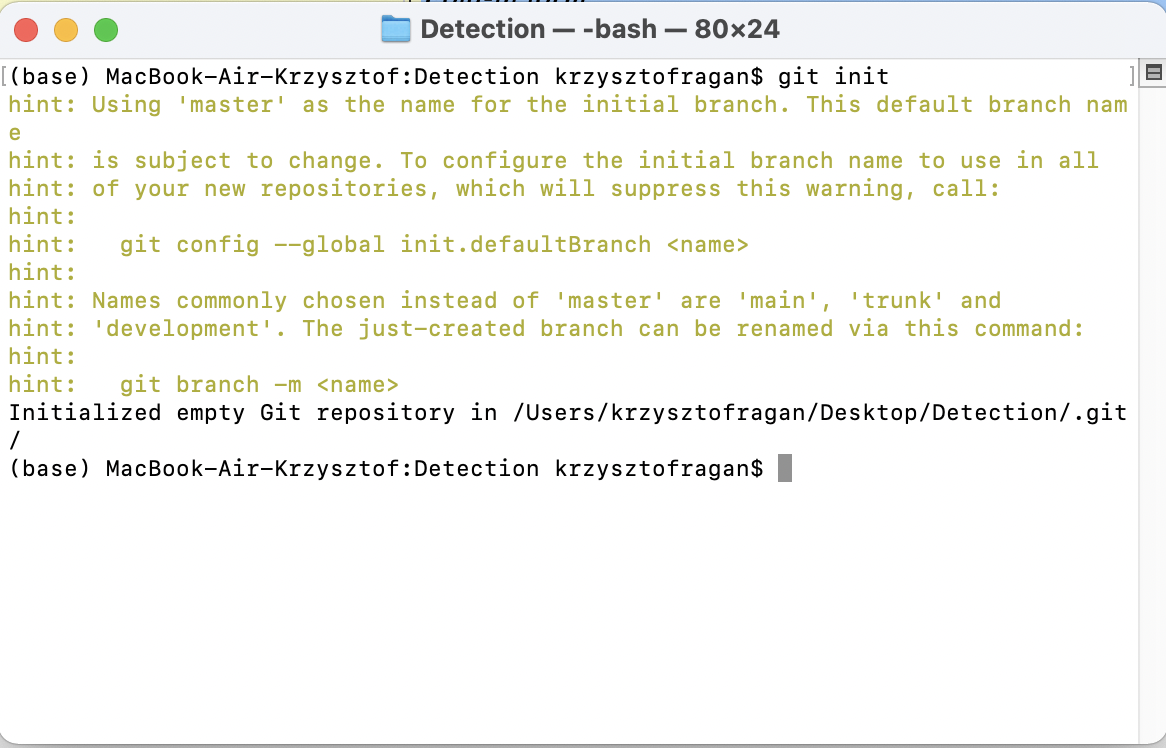 Detection — -bash — 80×24
[(base) MacBook-Air-Krzysztof:Detection krzysztofragan$ git init ]
hint: Using 'master' as the name for the initial branch. This default branch nam
e
hint: is subject to change. To configure the initial branch name to use in all
hint: of your new repositories, which will suppress this warning, call:
hint:
hint:   git config --global init.defaultBranch <name>
hint:
hint: Names commonly chosen instead of 'master' are 'main', 'trunk' and
hint: 'development'. The just-created branch can be renamed via this command:
hint:
hint:   git branch -m <name>
Initialized empty Git repository in /Users/krzysztofragan/Desktop/Detection/.git
/
(base) MacBook-Air-Krzysztof:Detection krzysztofragan$